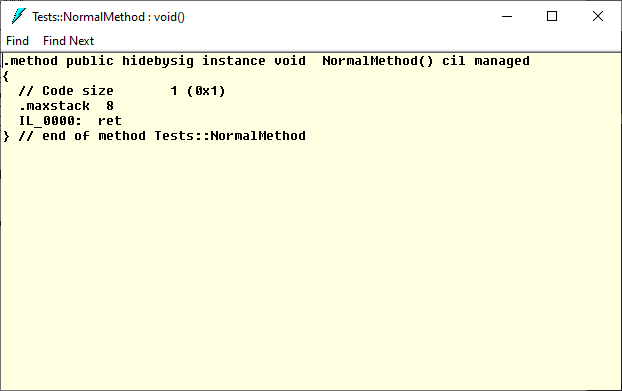 Tests::NormalMethod : void()
Find Find Next
.method public hidebysig instance void  NormalMethod() cil managed
{
  // Code size       1 (0x1)
  .maxstack  8
  IL_0000:  ret
} // end of method Tests::NormalMethod